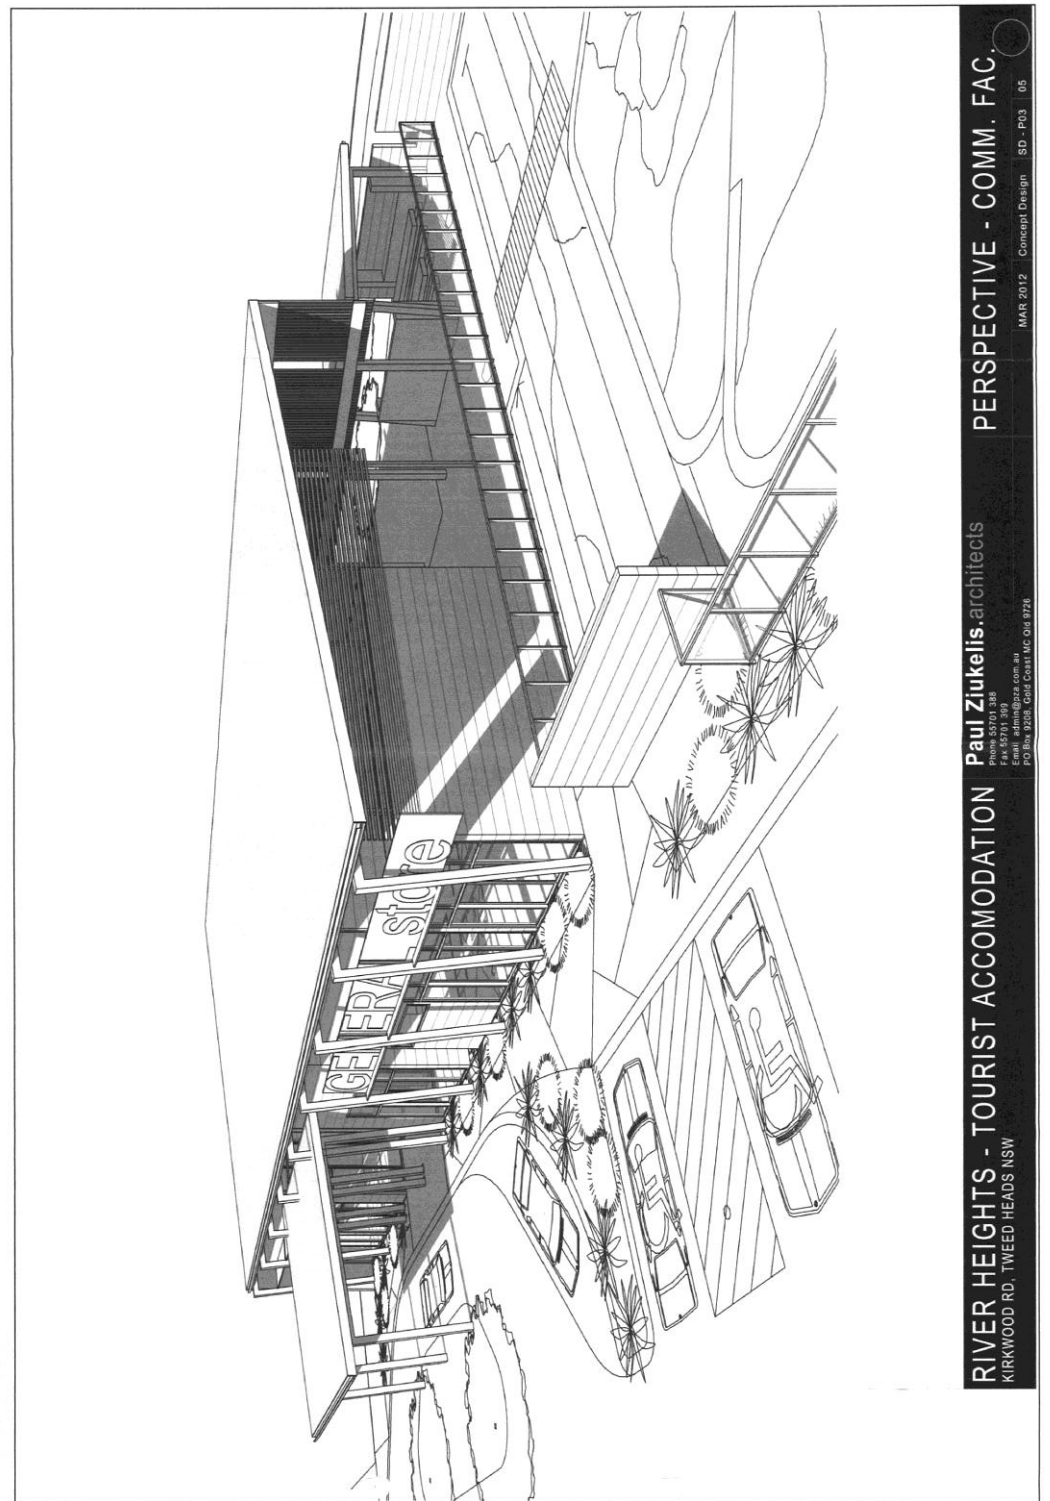 GENERAL store
RIVER HEIGHTS - TOURIST ACCOMODATION
KIRKWOOD RD, TWEED HEADS NSW
Paul Ziukelis.architects
Phone 55701 388
Fax 55701 399
Email admin@pza.com.au
PO Box 9208, Gold Coast MC Qld 9726
PERSPECTIVE - COMM. FAC.
MAR 2012 Concept Design SD - P03 05